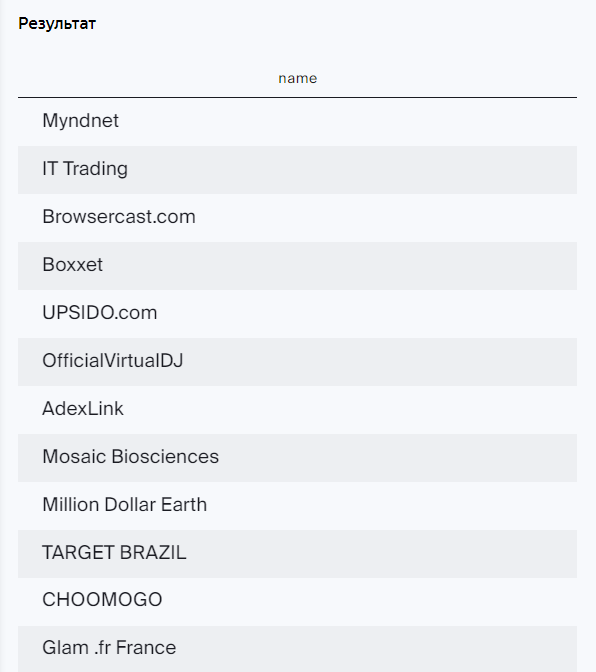 Результат
name
Myndnet
IT Trading
Browsercast.com
Boxxet
UPSIDO.com
OfficialVirtualDJ
AdexLink
Mosaic Biosciences
Million Dollar Earth
TARGET BRAZIL
CHOOMOGO
Glam .fr France